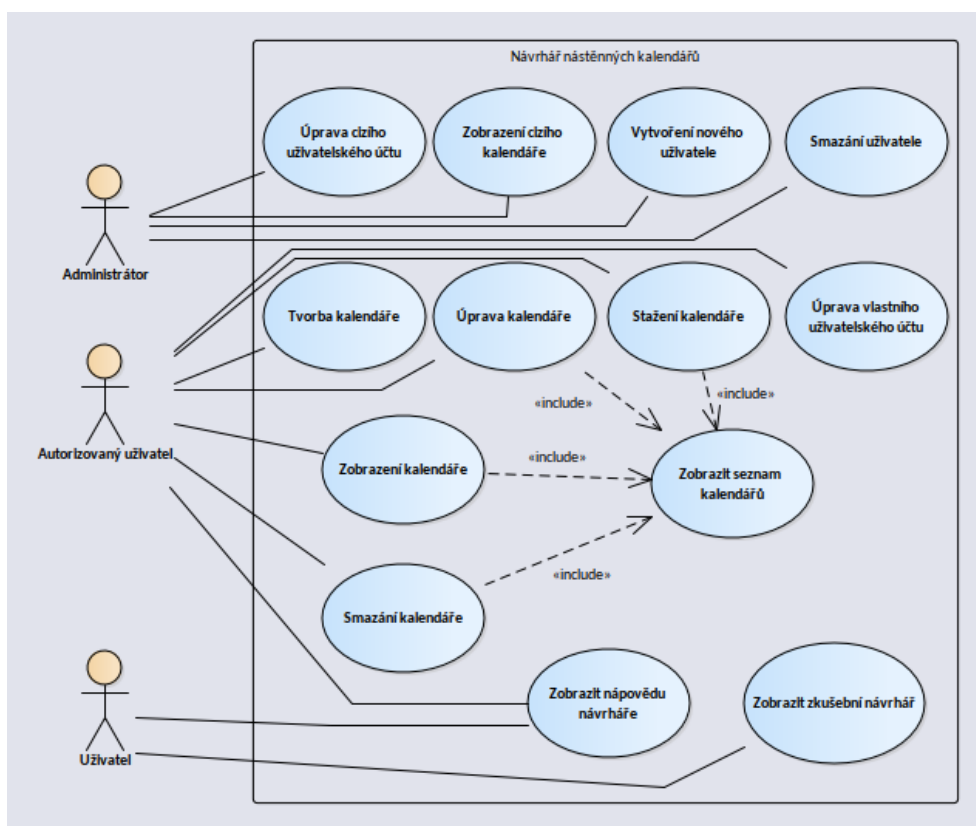 Návrhář nástěnných kalendářů
Úprava cizího
uživatelského účtu
Zobrazení cizího
kalendáře
Vytvoření nového
uživatele
Smazání uživatele
Administrátor
Tvorba kalendáře
Úprava kalendáře
Stažení kalendáře
Úprava vlastního
uživatelského účtu
«include»
«include»
Autorizovaný uživatel
Zobrazení kalendáře
«include»
Zobrazit seznam
kalendářů
«include»
Smazání kalendáře
Zobrazit nápovědu
návrháře
Zobrazit zkušební návrhář
Uživatel